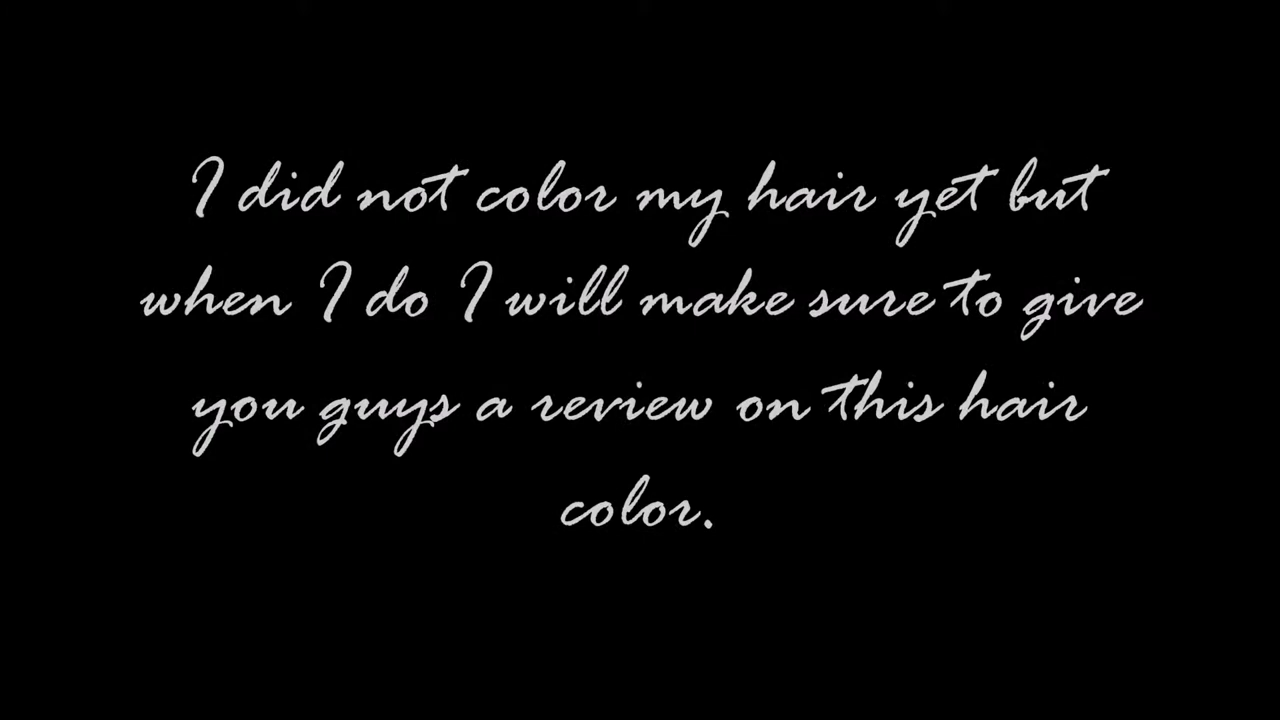 I did not color my hair yet but
when I do I will make sure to give
you guys a review on this hair
color.